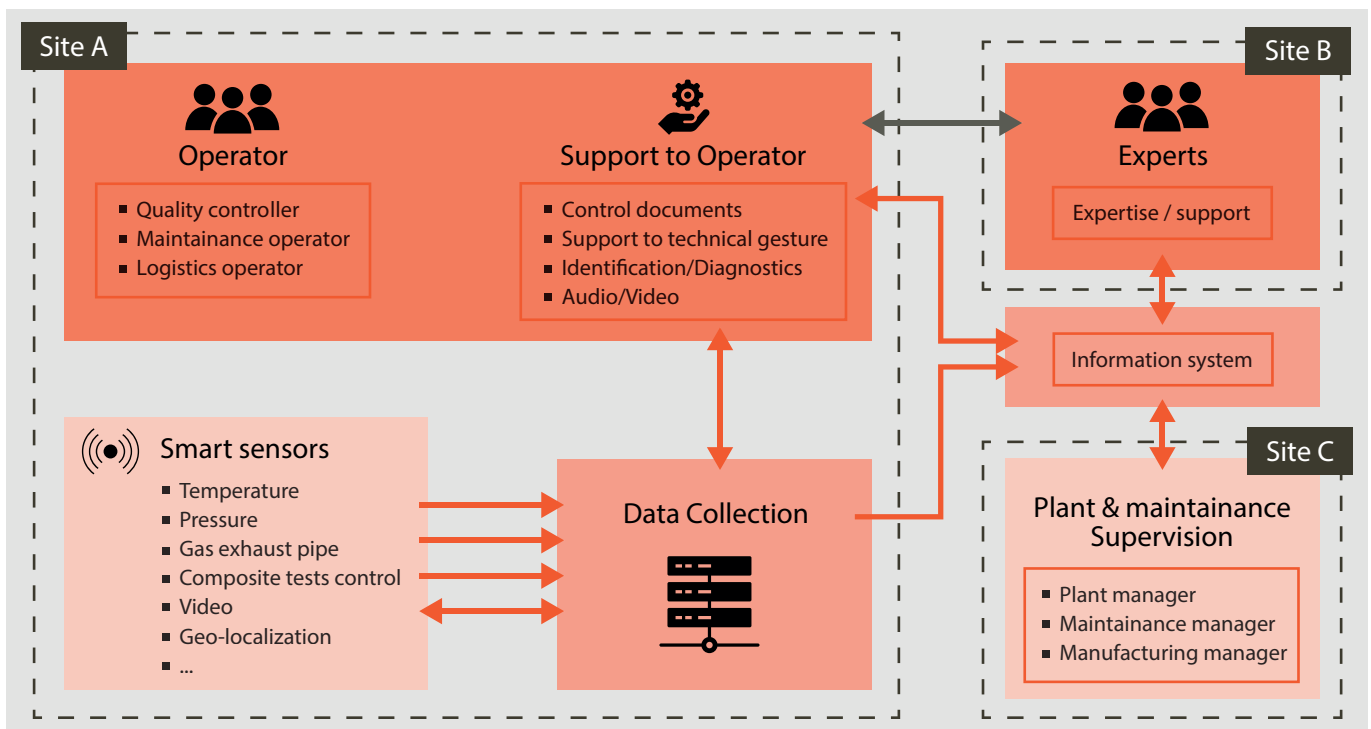 Site A
Operator
Quality controller
Maintainance operator
Logistics operator
Support to Operator
Control documents
Support to technical gesture
Identification/Diagnostics
Audio/Video
Site B
Experts
Expertise / support
Information system
Smart sensors
Temperature
Pressure
Gas exhaust pipe
Composite tests control
Video
Geo-localization
...
Data Collection
Site C
Plant & maintainance
Supervision
Plant manager
Maintainance manager
Manufacturing manager